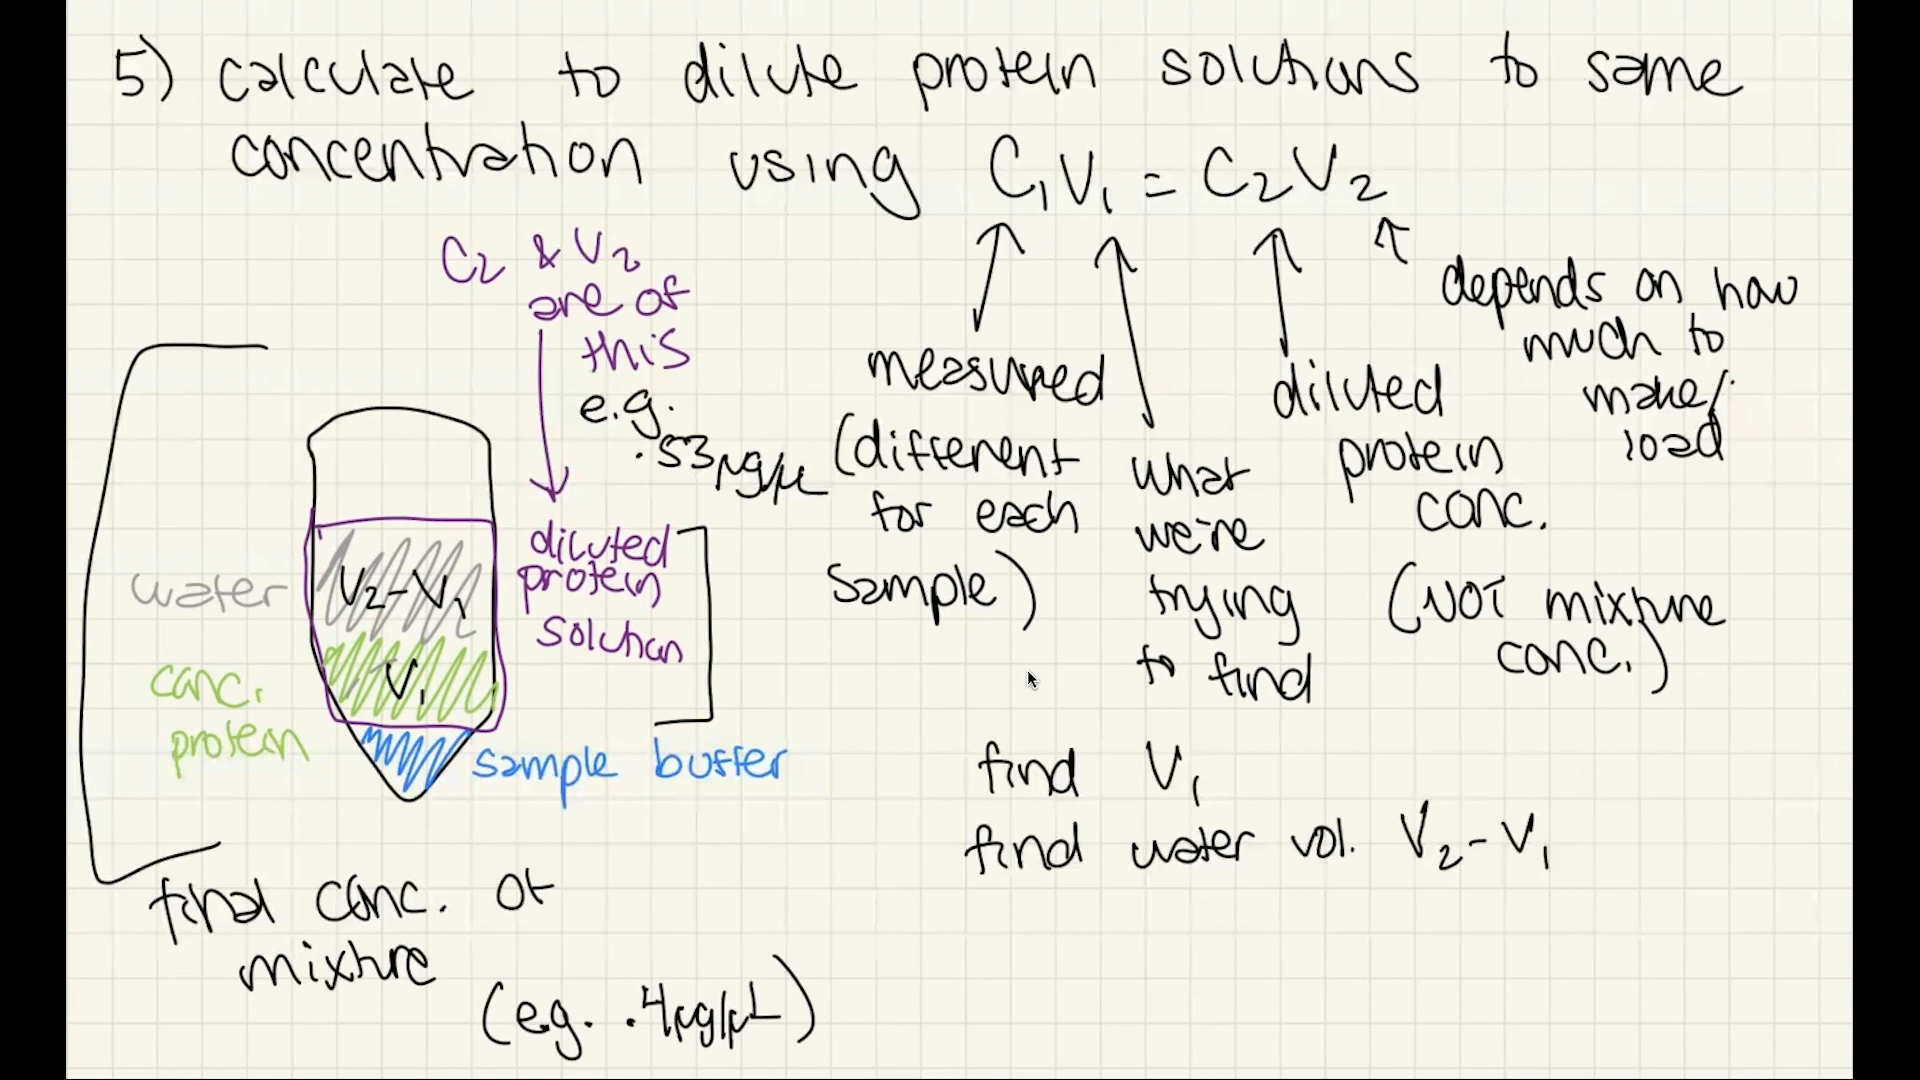 5) calculate to dilute protein solutions to same
concentration using C₁V₁ = C₂V₂
C₂ & V₂
are of
this
e.g.
.53µg/µL
diluted
protein
solution
water
V₂-V₁
conc.
protein
V₁
sample buffer
final conc. of
mixture
(e.g. .4µg/µL)
measured
(different
for each
sample)
what
we're
trying
to find
diluted
protein
conc.
(NOT mixture
conc.)
depends on how
much to
make/
load
find V₁
find water vol. V₂-V₁